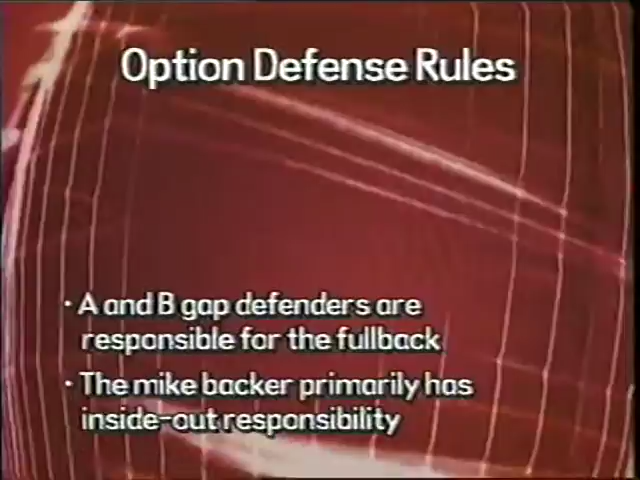 Option Defense Rules
• A and B gap defenders are
responsible for the fullback
• The mike backer primarily has
inside-out responsibility